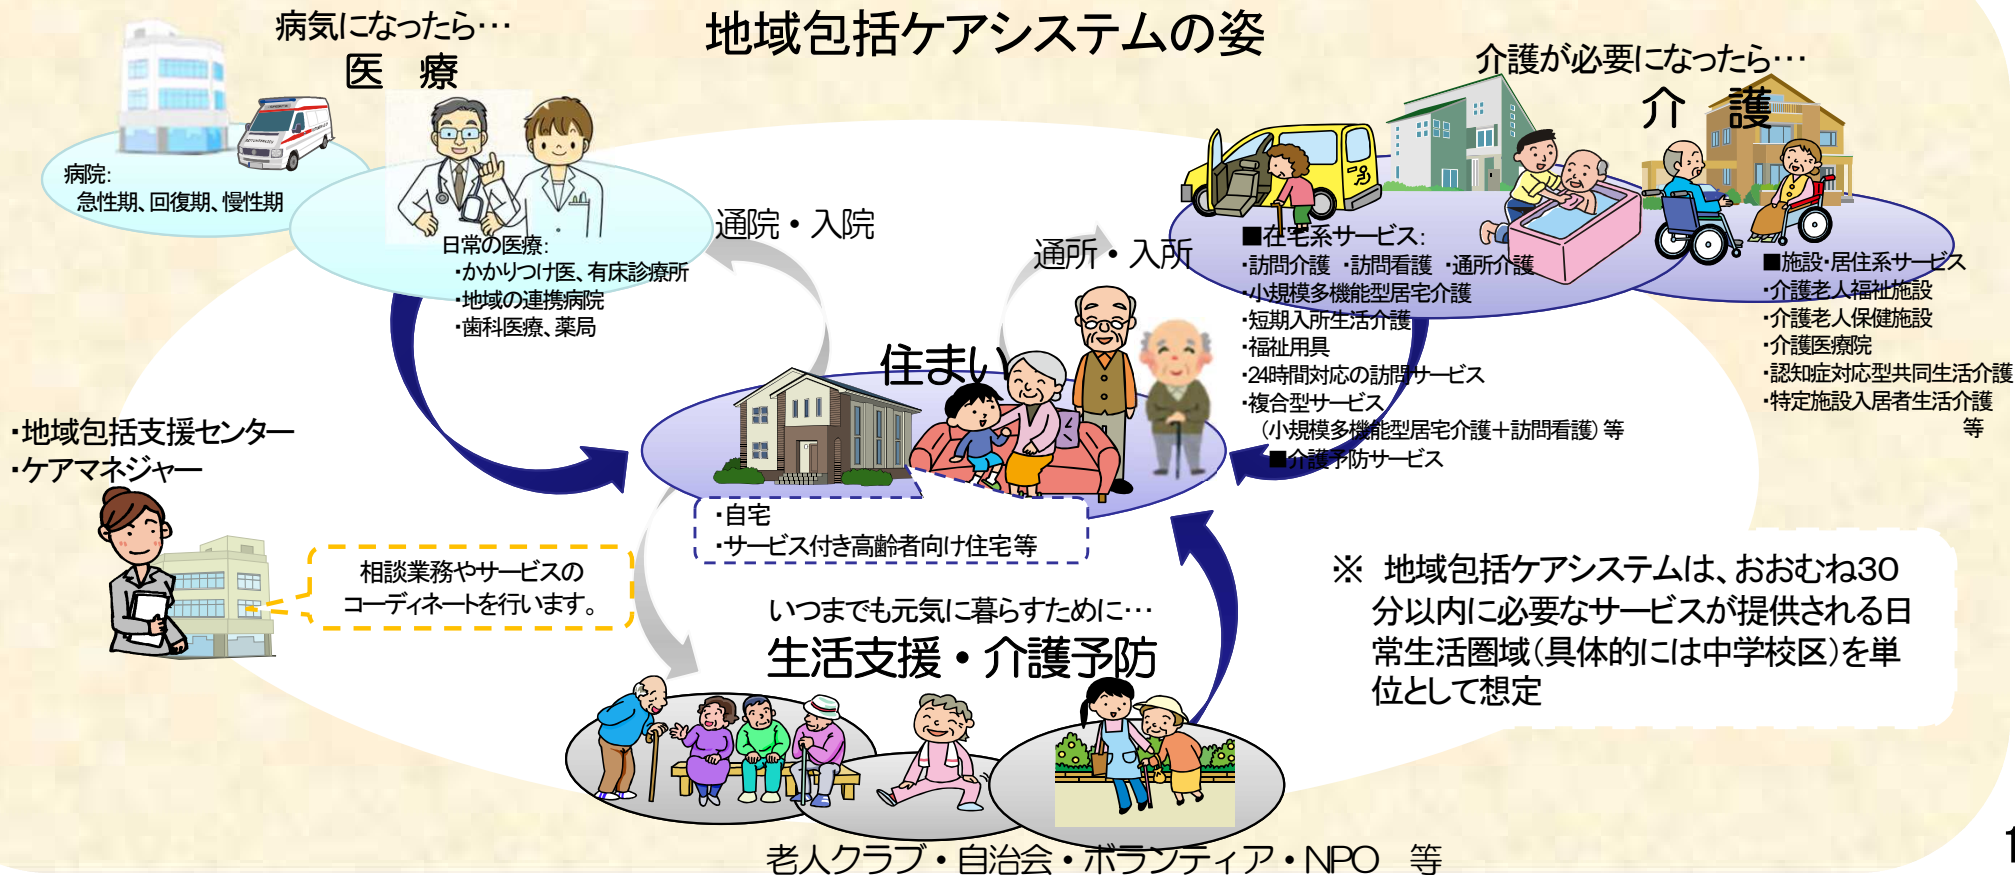 地域包括ケアシステムの姿
病気になったら…
医　療
病院:
急性期、回復期、慢性期
日常の医療:
・かかりつけ医、有床診療所
・地域の連携病院
・歯科医療、薬局
通院・入院
通所・入所
介護が必要になったら…
介　護
■在宅系サービス:
・訪問介護　・訪問看護　・通所介護
・小規模多機能型居宅介護
・短期入所生活介護
・福祉用具
・24時間対応の訪問サービス
・複合型サービス
（小規模多機能型居宅介護＋訪問看護）等
■介護予防サービス
■施設・居住系サービス
・介護老人福祉施設
・介護老人保健施設
・介護医療院
・認知症対応型共同生活介護
・特定施設入居者生活介護
等
住まい
・自宅
・サービス付き高齢者向け住宅等
・地域包括支援センター
・ケアマネジャー
相談業務やサービスの
コーディネートを行います。
いつまでも元気に暮らすために…
生活支援・介護予防
老人クラブ・自治会・ボランティア・NPO　等
※　地域包括ケアシステムは、おおむね30
分以内に必要なサービスが提供される日
常生活圏域（具体的には中学校区）を単
位として想定